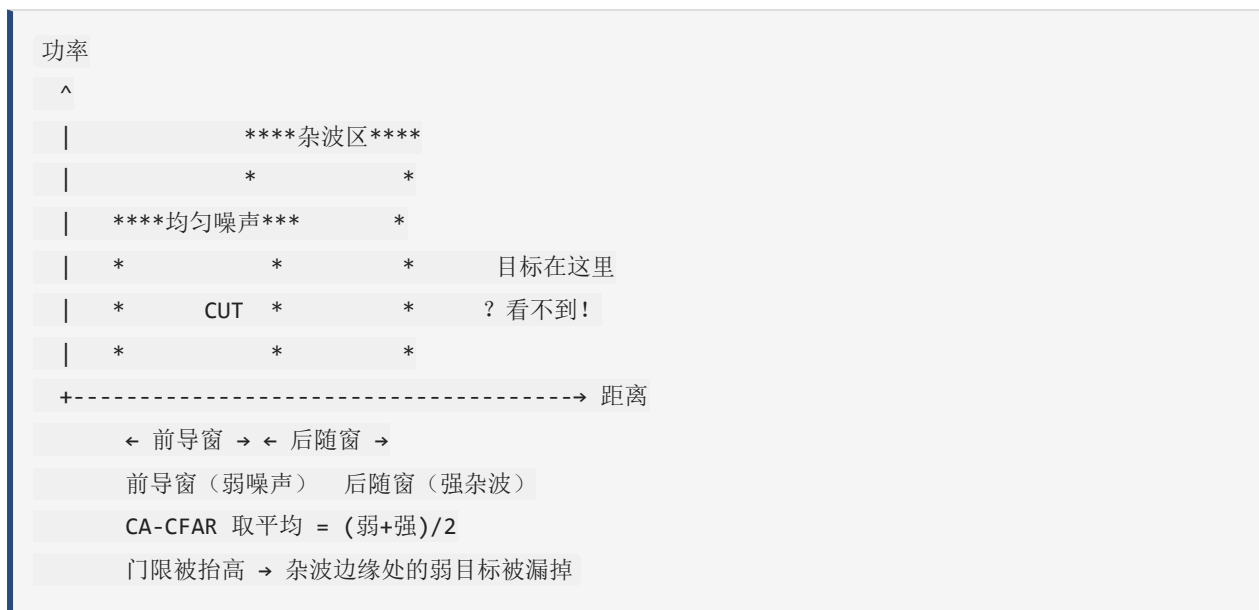 功率
^
|            ****杂波区****
|            *           *
|   ****均匀噪声***       *
|   *           *         *      目标在这里
|   *      CUT  *         *     ? 看不到!
|   *           *         *
+--------------------------------------→ 距离
← 前导窗 → ← 后随窗 →
前导窗（弱噪声）  后随窗（强杂波）
CA-CFAR 取平均 = (弱+强)/2
门限被抬高 → 杂波边缘处的弱目标被漏掉